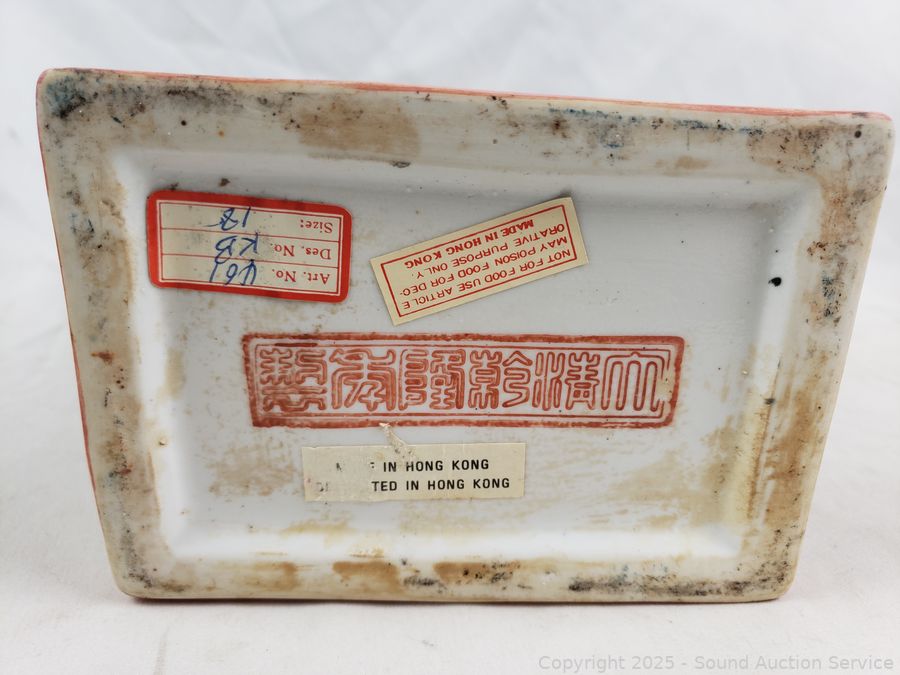 Art. No. 461
Des. No. KB
Size: 12
NOT FOR FOOD USE ARTICLE
MAY POISON FOOD FOR DEC-
ORATIVE PURPOSE ONLY.
MADE IN HONG KONG
大清乾隆年製
IN HONG KONG
IN HONG KONG
Copyright © 2025 - Sound Auction Service